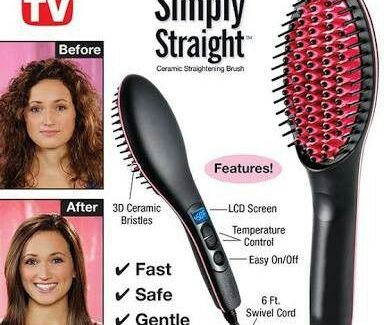 TV
Simply
Straight™
Ceramic Straightening Brush
Before
Features!
3D Ceramic
Bristles
LCD Screen
Temperature
Control
Easy On/Off
After
✔ Fast
✔ Safe
✔ Gentle
6 Ft.
Swivel Cord